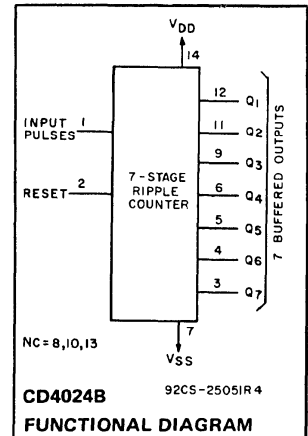 VDD
14
INPUT 1
PULSES
RESET 2
7-STAGE
RIPPLE
COUNTER
12 Q1
11 Q2
9 Q3
6 Q4
5 Q5
4 Q6
3 Q7
7 BUFFERED OUTPUTS
7
VSS
NC = 8,10,13
92CS-25051R4
CD4024B
FUNCTIONAL DIAGRAM